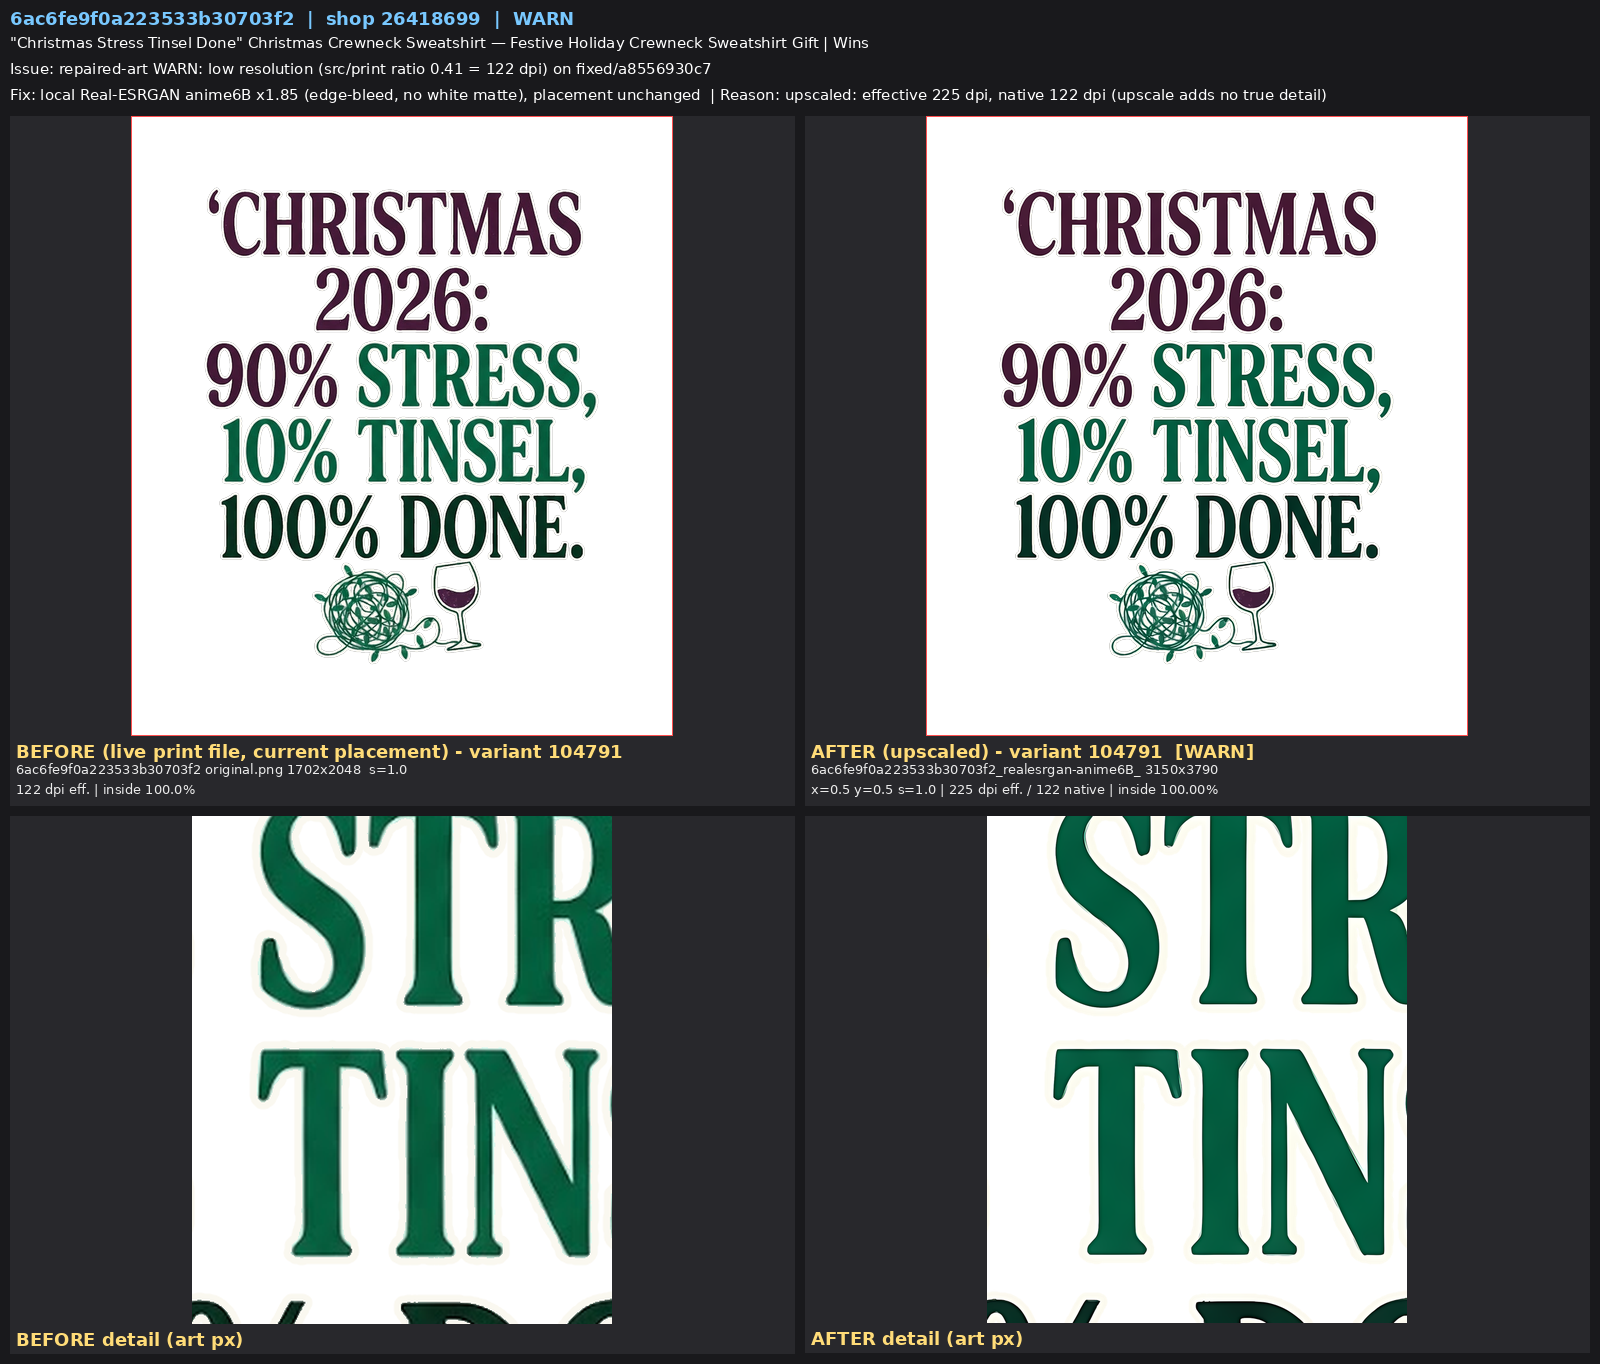 6ac6fe9f0a223533b30703f2 | shop 26418699 | WARN
"Christmas Stress Tinsel Done" Christmas Crewneck Sweatshirt — Festive Holiday Crewneck Sweatshirt Gift | Wins
Issue: repaired-art WARN: low resolution (src/print ratio 0.41 = 122 dpi) on fixed/a8556930c7
Fix: local Real-ESRGAN anime6B x1.85 (edge-bleed, no white matte), placement unchanged | Reason: upscaled: effective 225 dpi, native 122 dpi (upscale adds no true detail)
‘CHRISTMAS
2026:
90% STRESS,
10% TINSEL,
100% DONE.
BEFORE (live print file, current placement) - variant 104791
6ac6fe9f0a223533b30703f2 original.png 1702x2048 s=1.0
122 dpi eff. | inside 100.0%
‘CHRISTMAS
2026:
90% STRESS,
10% TINSEL,
100% DONE.
AFTER (upscaled) - variant 104791 [WARN]
6ac6fe9f0a223533b30703f2_realesrgan-anime6B_ 3150x3790
x=0.5 y=0.5 s=1.0 | 225 dpi eff. / 122 native | inside 100.00%
STR
TIN
% DO
BEFORE detail (art px)
STR
TIN
% DO
AFTER detail (art px)